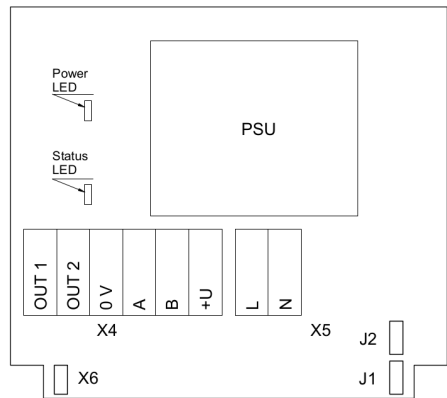 Power
LED
PSU
Status
LED
OUT 1
OUT 2
0 V
A
B
+U
L
N
X4
X5
J2
X6
J1